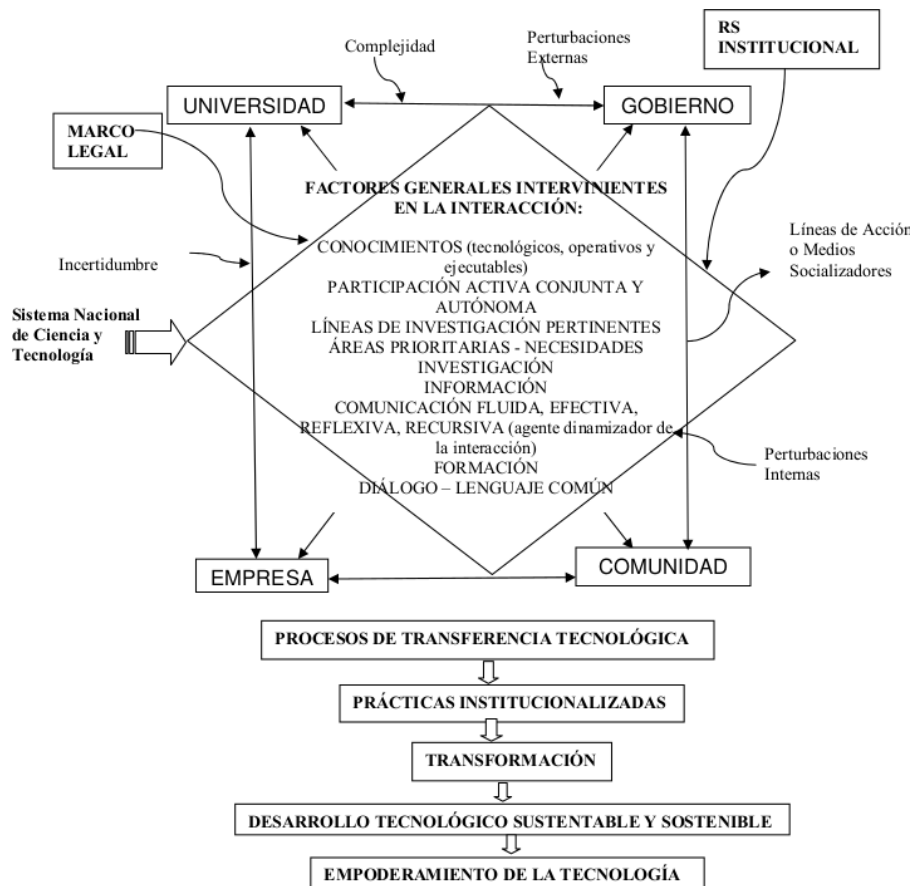 Complejidad
Perturbaciones
Externas
RS
INSTITUCIONAL
UNIVERSIDAD
GOBIERNO
MARCO
LEGAL
FACTORES GENERALES INTERVINIENTES
EN LA INTERACCIÓN:
CONOCIMIENTOS (tecnológicos, operativos y
ejecutables)
PARTICIPACIÓN ACTIVA CONJUNTA Y
AUTÓNOMA
LÍNEAS DE INVESTIGACIÓN PERTINENTES
ÁREAS PRIORITARIAS - NECESIDADES
INVESTIGACIÓN
INFORMACIÓN
COMUNICACIÓN FLUIDA, EFECTIVA,
REFLEXIVA, RECURSIVA (agente dinamizador de
la interacción)
FORMACIÓN
DIÁLOGO – LENGUAJE COMÚN
Incertidumbre
Líneas de Acción
o Medios
Socializadores
Sistema Nacional
de Ciencia y
Tecnología
Perturbaciones
Internas
EMPRESA
COMUNIDAD
PROCESOS DE TRANSFERENCIA TECNOLÓGICA
PRÁCTICAS INSTITUCIONALIZADAS
TRANSFORMACIÓN
DESARROLLO TECNOLÓGICO SUSTENTABLE Y SOSTENIBLE
EMPODERAMIENTO DE LA TECNOLOGÍA